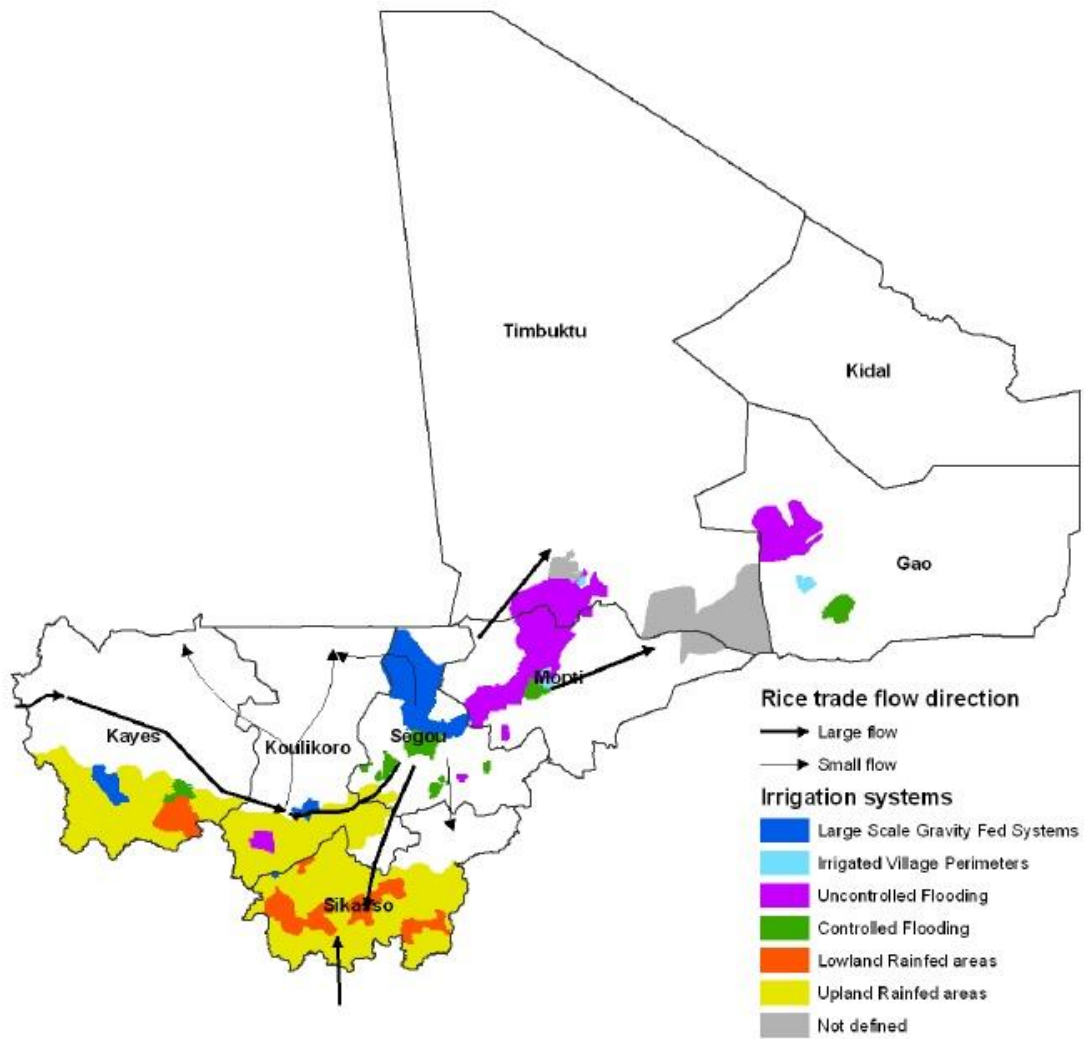 Timbuktu
Kidal
Gao
Mopti
Kayes
Koulikoro
Ségou
Sikasso
Rice trade flow direction
Large flow
Small flow
Irrigation systems
Large Scale Gravity Fed Systems
Irrigated Village Perimeters
Uncontrolled Flooding
Controlled Flooding
Lowland Rainfed areas
Upland Rainfed areas
Not defined